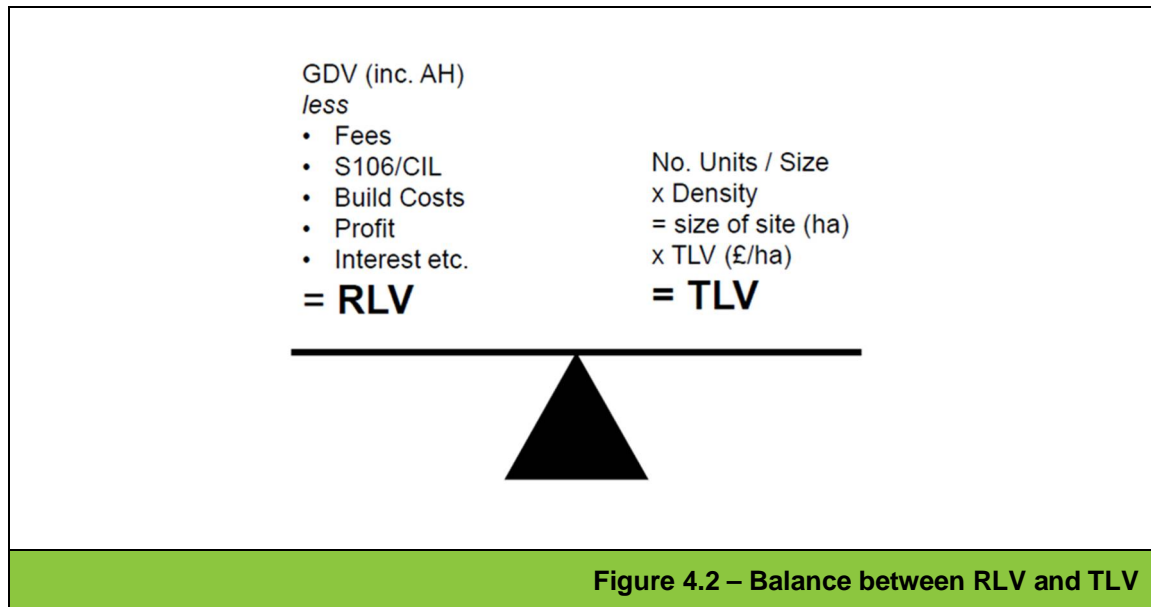 GDV (inc. AH)
less
• Fees
• S106/CIL
• Build Costs
• Profit
• Interest etc.
= RLV
No. Units / Size
x Density
= size of site (ha)
x TLV (£/ha)
= TLV
Figure 4.2 – Balance between RLV and TLV